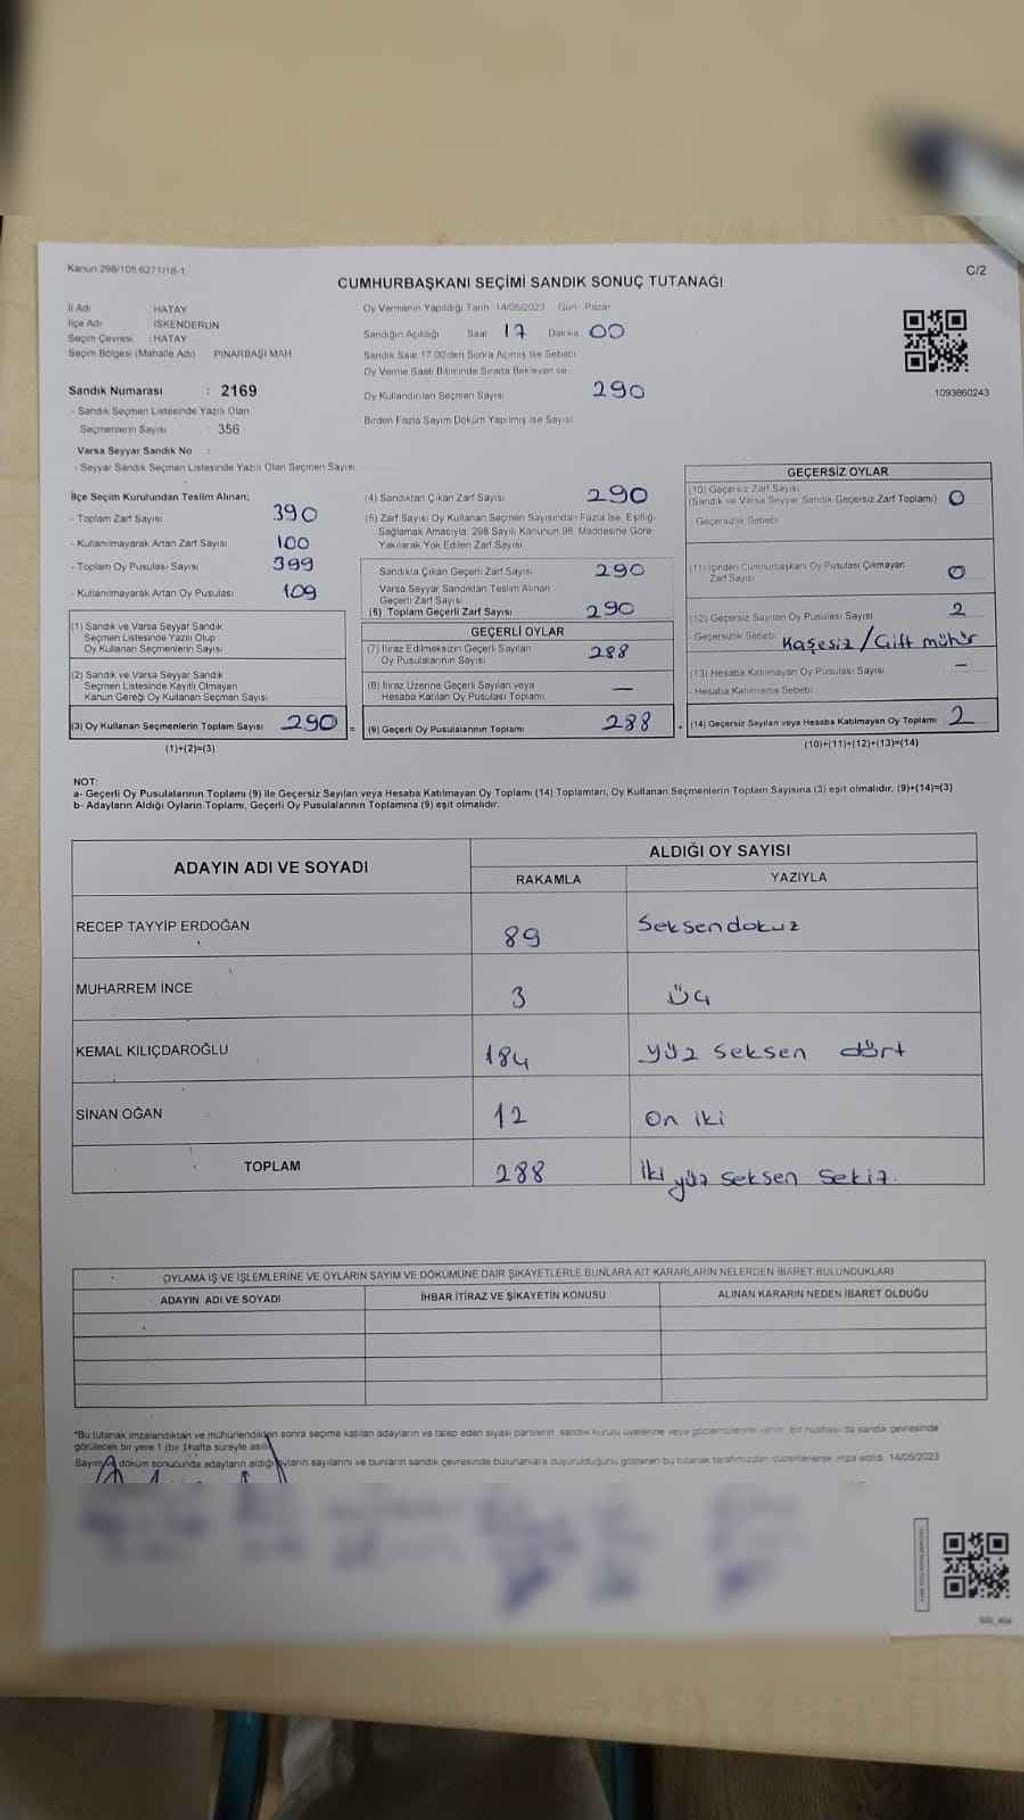 Kanun 298/105.6271/18-1
C/2
CUMHURBAŞKANI SEÇİMİ SANDIK SONUÇ TUTANAĞI
İl Adı : HATAY
İlçe Adı : İSKENDERUN
Seçim Çevresi : HATAY
Seçim Bölgesi (Mahalle Adı) PINARBAŞI MAH
Oy Vermenin Yapıldığı Tarih 14/05/2023 Gün Pazar
Sandığın Açıldığı Saat 17 Dakika 00
Sandık Saat 17.00'den Sonra Açılmış İse Sebebi
Oy Verme Saati Bitiminde Sırada Bekleyen ve
Oy Kullandırılan Seçmen Sayısı 290
Birden Fazla Sayım Döküm Yapılmış İse Sayısı
1093860243
Sandık Numarası : 2169
- Sandık Seçmen Listesinde Yazılı Olan
Seçmenlerin Sayısı 356
Varsa Seyyar Sandık No :
- Seyyar Sandık Seçmen Listesinde Yazılı Olan Seçmen Sayısı
İlçe Seçim Kurulundan Teslim Alınan;
- Toplam Zarf Sayısı 390
- Kullanılmayarak Artan Zarf Sayısı 100
- Toplam Oy Pusulası Sayısı 399
- Kullanılmayarak Artan Oy Pusulası 109
(1) Sandık ve Varsa Seyyar Sandık
Seçmen Listesinde Yazılı Olup
Oy Kullanan Seçmenlerin Sayısı
(2) Sandık ve Varsa Seyyar Sandık
Seçmen Listesinde Kayıtlı Olmayan
Kanun Gereği Oy Kullanan Seçmen Sayısı
(3) Oy Kullanan Seçmenlerin Toplam Sayısı 290 =
(1)+(2)=(3)
(4) Sandıktan Çıkan Zarf Sayısı 290
(5) Zarf Sayısı Oy Kullanan Seçmen Sayısından Fazla İse, Eşitliği
Sağlamak Amacıyla, 298 Sayılı Kanunun 98. Maddesine Göre
Yakılarak Yok Edilen Zarf Sayısı
Sandıkta Çıkan Geçerli Zarf Sayısı 290
Varsa Seyyar Sandıktan Teslim Alınan
Geçerli Zarf Sayısı
(6) Toplam Geçerli Zarf Sayısı 290
GEÇERLİ OYLAR
(7) İtiraz Edilmeksizin Geçerli Sayılan
Oy Pusulalarının Sayısı 288
(8) İtiraz Üzerine Geçerli Sayılan veya
Hesaba Katılan Oy Pusulası Toplamı —
(9) Geçerli Oy Pusulalarının Toplamı 288 +
GEÇERSİZ OYLAR
(10) Geçersiz Zarf Sayısı
(Sandık ve Varsa Seyyar Sandık Geçersiz Zarf Toplamı) 0
Geçersizlik Sebebi
(11) İçinden Cumhurbaşkanı Oy Pusulası Çıkmayan
Zarf Sayısı 0
(12) Geçersiz Sayılan Oy Pusulası Sayısı 2
- Geçersizlik Sebebi Kaşesiz / Çift mühür
(13) Hesaba Katılmayan Oy Pusulası Sayısı —
- Hesaba Katılmama Sebebi
(14) Geçersiz Sayılan veya Hesaba Katılmayan Oy Toplamı 2
(10)+(11)+(12)+(13)=(14)
NOT:
a- Geçerli Oy Pusulalarının Toplamı (9) ile Geçersiz Sayılan veya Hesaba Katılmayan Oy Toplamı (14) Toplamları, Oy Kullanan Seçmenlerin Toplam Sayısına (3) eşit olmalıdır. (9)+(14)=(3)
b- Adayların Aldığı Oyların Toplamı, Geçerli Oy Pusulalarının Toplamına (9) eşit olmalıdır.
ADAYIN ADI VE SOYADI
ALDIĞI OY SAYISI
RAKAMLA YAZIYLA
RECEP TAYYİP ERDOĞAN 89 Seksendokuz
MUHARREM İNCE 3 Üç
KEMAL KILIÇDAROĞLU 184 yüz seksen dört
SİNAN OĞAN 12 On iki
TOPLAM 288 İki yüz seksen sekiz.
OYLAMA İŞ VE İŞLEMLERİNE VE OYLARIN SAYIM VE DÖKÜMÜNE DAİR ŞİKAYETLERLE BUNLARA AİT KARARLARIN NELERDEN İBARET BULUNDUKLARI
ADAYIN ADI VE SOYADI İHBAR İTİRAZ VE ŞİKAYETİN KONUSU ALINAN KARARIN NEDEN İBARET OLDUĞU
*Bu tutanak imzalandıktan ve mühürlendikten sonra seçime katılan adayların ve talep eden siyasi partilerin sandık kurulu üyelerine veya gözlemcilerine verilir, bir nüshası da sandık çevresinde
görülecek bir yere 1 (bir) hafta süreyle asılır.
Sayım döküm sonucunda adayların aldığı oyların sayılarını ve bunların sandık çevresinde bulunanlara duyurulduğunu gösteren bu tutanak tarafımızdan düzenlenerek imza edildi. 14/05/2023